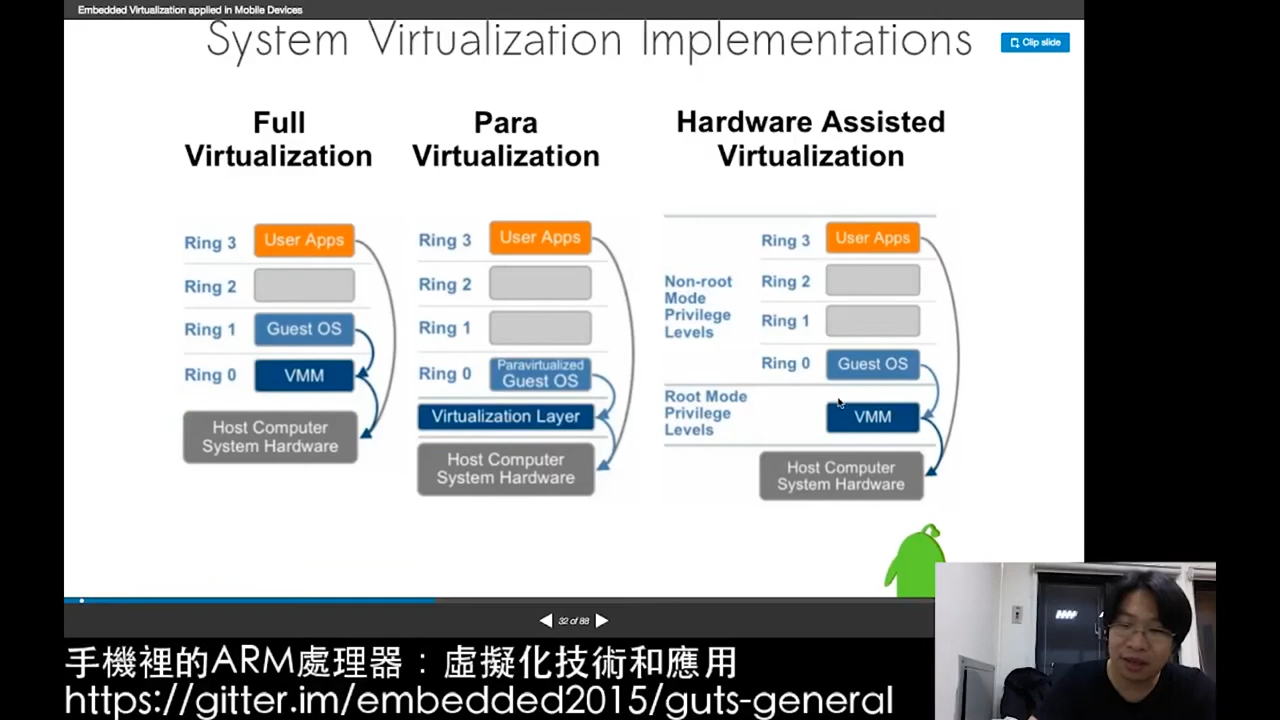 Embedded Virtualization applied in Mobile Devices
System Virtualization Implementations
Clip slide
Full
Virtualization
Ring 3
User Apps
Ring 2
Ring 1
Guest OS
Ring 0
VMM
Host Computer
System Hardware
Para
Virtualization
Ring 3
User Apps
Ring 2
Ring 1
Ring 0
Paravirtualized
Guest OS
Virtualization Layer
Host Computer
System Hardware
Hardware Assisted
Virtualization
Non-root
Mode
Privilege
Levels
Ring 3
User Apps
Ring 2
Ring 1
Ring 0
Guest OS
Root Mode
Privilege
Levels
VMM
Host Computer
System Hardware
32 of 88
手機裡的ARM處理器：虛擬化技術和應用
https://gitter.im/embedded2015/guts-general